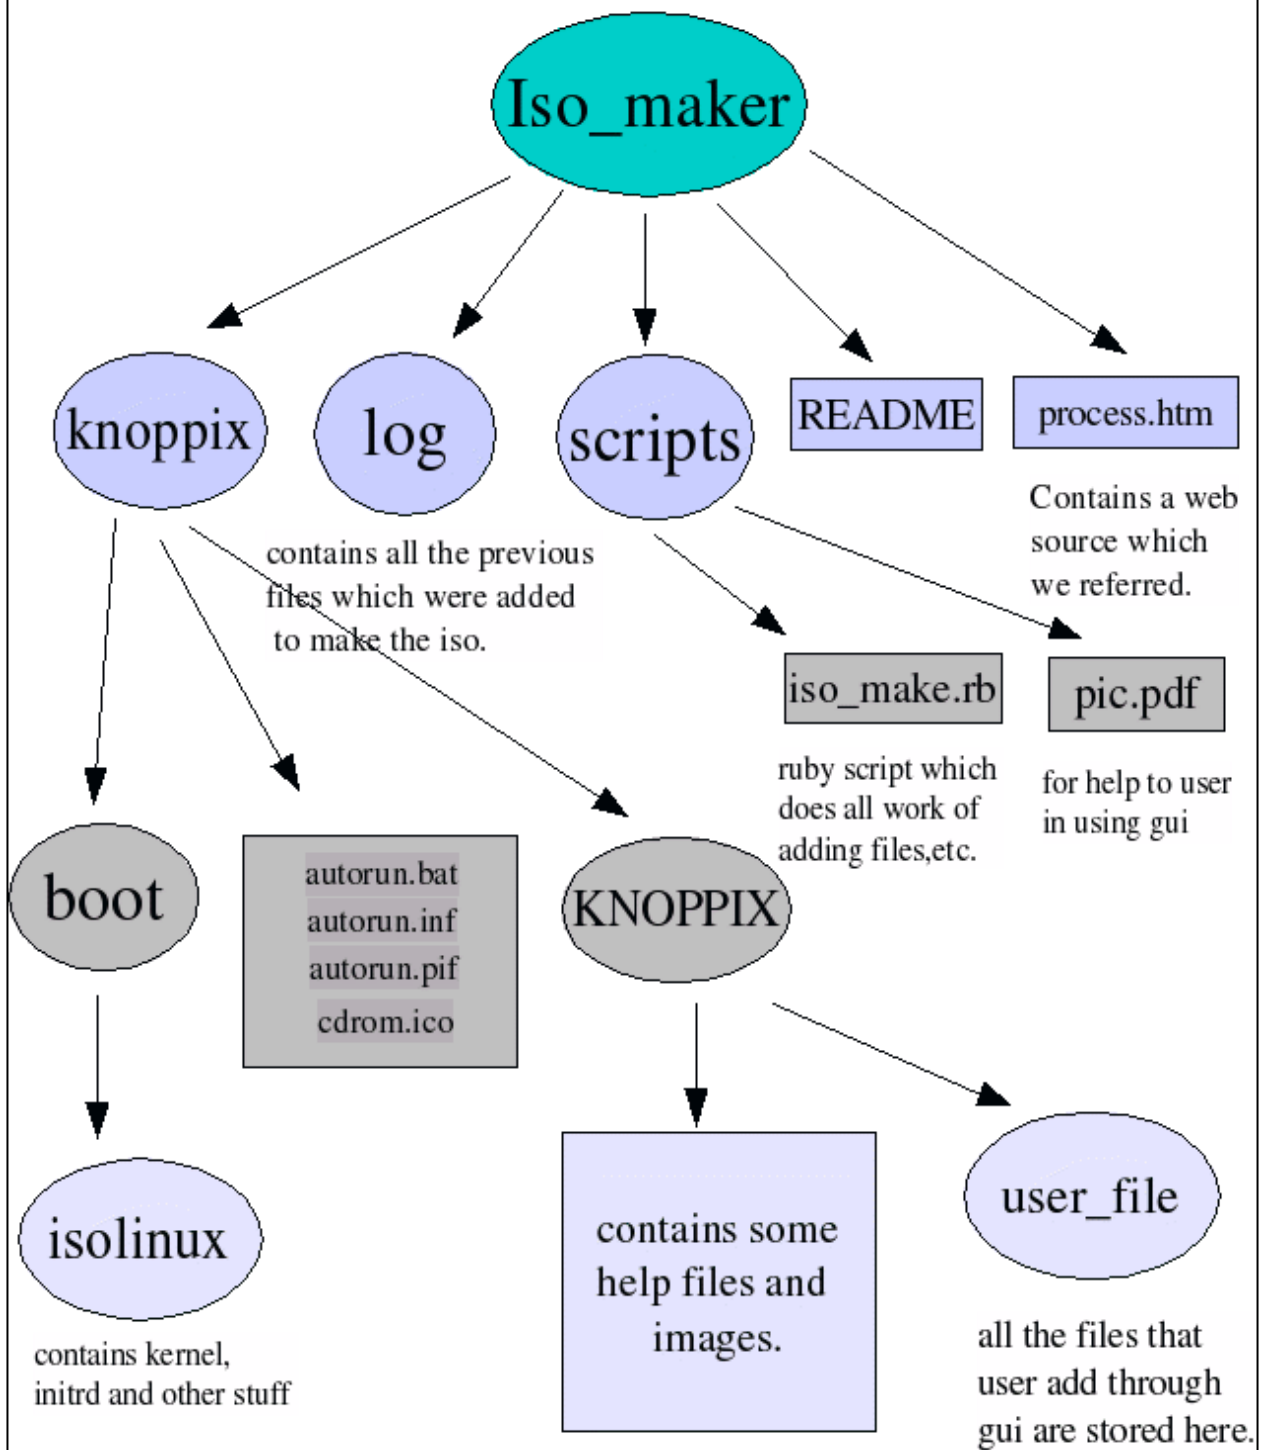 Iso_maker
knoppix
log
scripts
README
process.htm
Contains a web
source which
we referred.
contains all the previous
files which were added
to make the iso.
iso_make.rb
pic.pdf
ruby script which
does all work of
adding files,etc.
for help to user
in using gui
boot
autorun.bat
autorun.inf
autorun.pif
cdrom.ico
KNOPPIX
isolinux
contains kernel,
initrd and other stuff
contains some
help files and
images.
user_file
all the files that
user add through
gui are stored here.